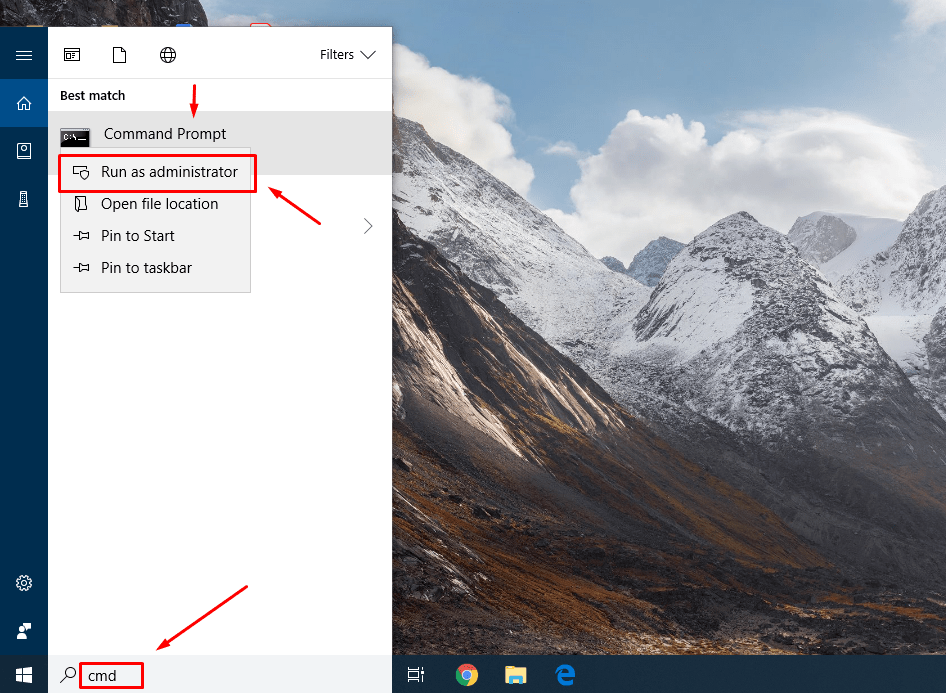 Filters
Best match
C:\.
Command Prompt
Run as administrator
Open file location
Pin to Start
Pin to taskbar
cmd